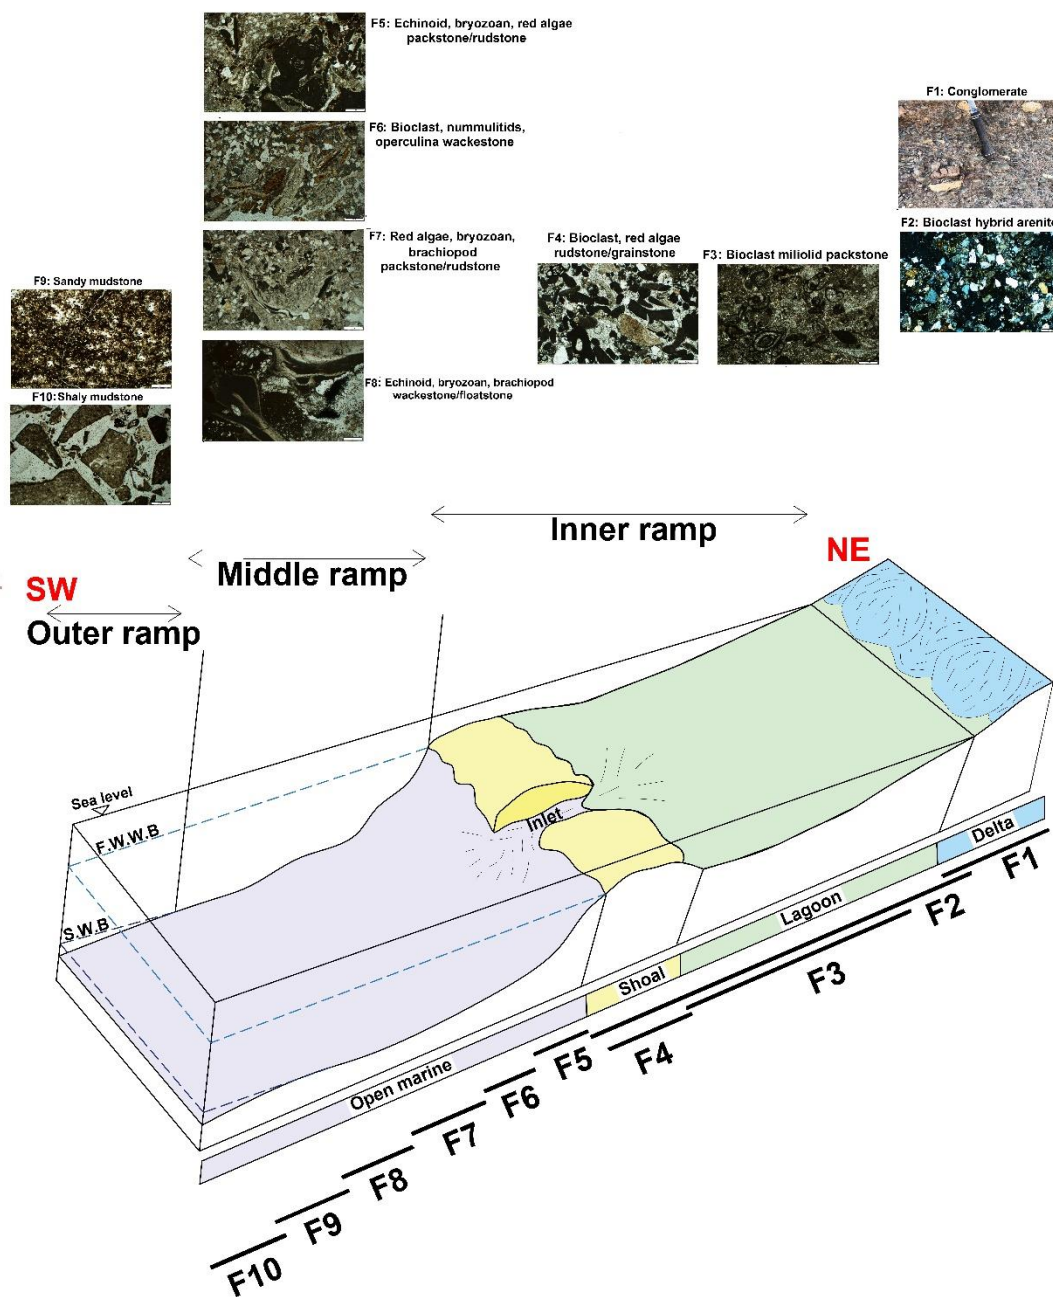 F5: Echinoid, bryozoan, red algae
packstone/rudstone
F1: Conglomerate
F6: Bioclast, nummulitids,
operculina wackestone
F2: Bioclast hybrid arenite
F7: Red algae, bryozoan,
brachiopod
packstone/rudstone
F4: Bioclast, red algae
rudstone/grainstone
F3: Bioclast miliolid packstone
F9: Sandy mudstone
F8: Echinoid, bryozoan, brachiopod
wackestone/floatstone
F10: Shaly mudstone
Inner ramp
NE
Middle ramp
SW
Outer ramp
Sea level
F.W.W.B
S.W.B
Inlet
Delta
Lagoon
Shoal
Open marine
F1
F2
F3
F4
F5
F6
F7
F8
F9
F10